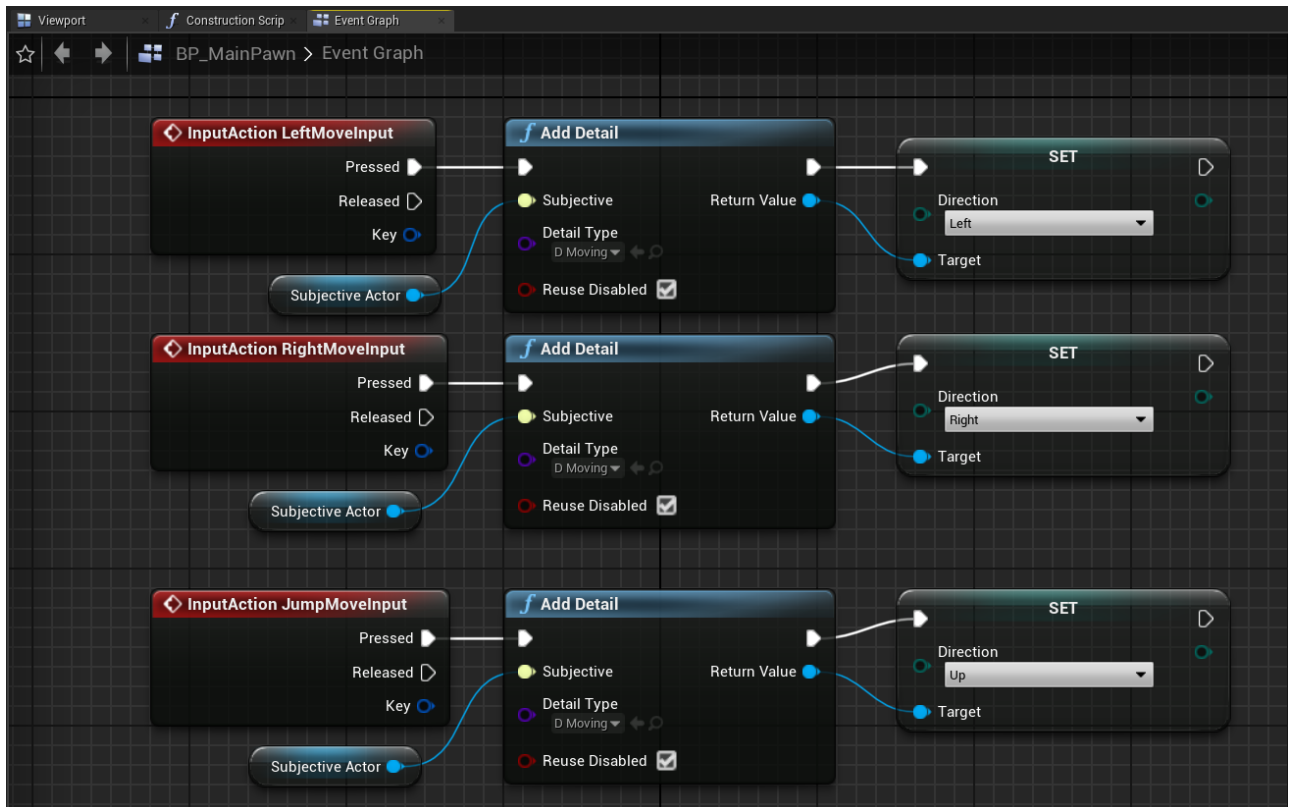 Viewport
Construction Scrip
Event Graph
BP_MainPawn > Event Graph
InputAction LeftMoveInput
Pressed
Released
Key
Subjective Actor
Add Detail
Subjective
Return Value
Detail Type
D Moving
Reuse Disabled
SET
Direction
Left
Target
InputAction RightMoveInput
Pressed
Released
Key
Subjective Actor
Add Detail
Subjective
Return Value
Detail Type
D Moving
Reuse Disabled
SET
Direction
Right
Target
InputAction JumpMoveInput
Pressed
Released
Key
Subjective Actor
Add Detail
Subjective
Return Value
Detail Type
D Moving
Reuse Disabled
SET
Direction
Up
Target